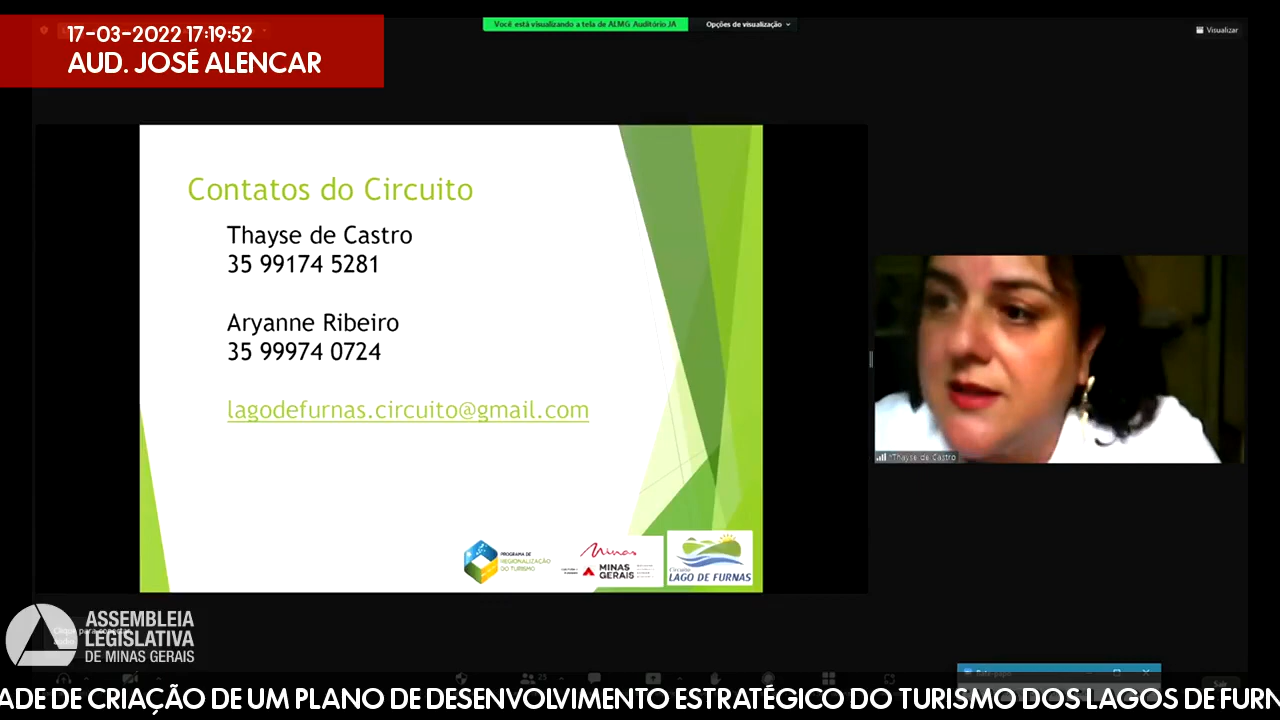 17-03-2022 17:19:52
AUD. JOSÉ ALENCAR
Você está visualizando a tela de ALMG Auditório JA
Opções de visualização
Visualizar
Contatos do Circuito
Thayse de Castro
35 99174 5281
Aryanne Ribeiro
35 99974 0724
lagodefurnas.circuito@gmail.com
PROGRAMA DE
REGIONALIZAÇÃO
DO TURISMO
Minas
MINAS
GERAIS
Circuito
LAGO DE FURNAS
Thayse de Castro
ASSEMBLEIA
LEGISLATIVA
DE MINAS GERAIS
Bate-papo
Sair
ADE DE CRIAÇÃO DE UM PLANO DE DESENVOLVIMENTO ESTRATÉGICO DO TURISMO DOS LAGOS DE FURN